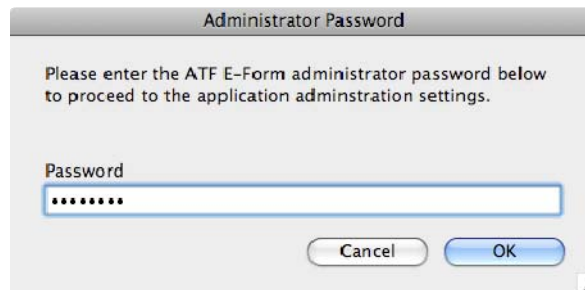 Administrator Password
Please enter the ATF E-Form administrator password below
to proceed to the application adminstration settings.
Password
••••••••
Cancel OK